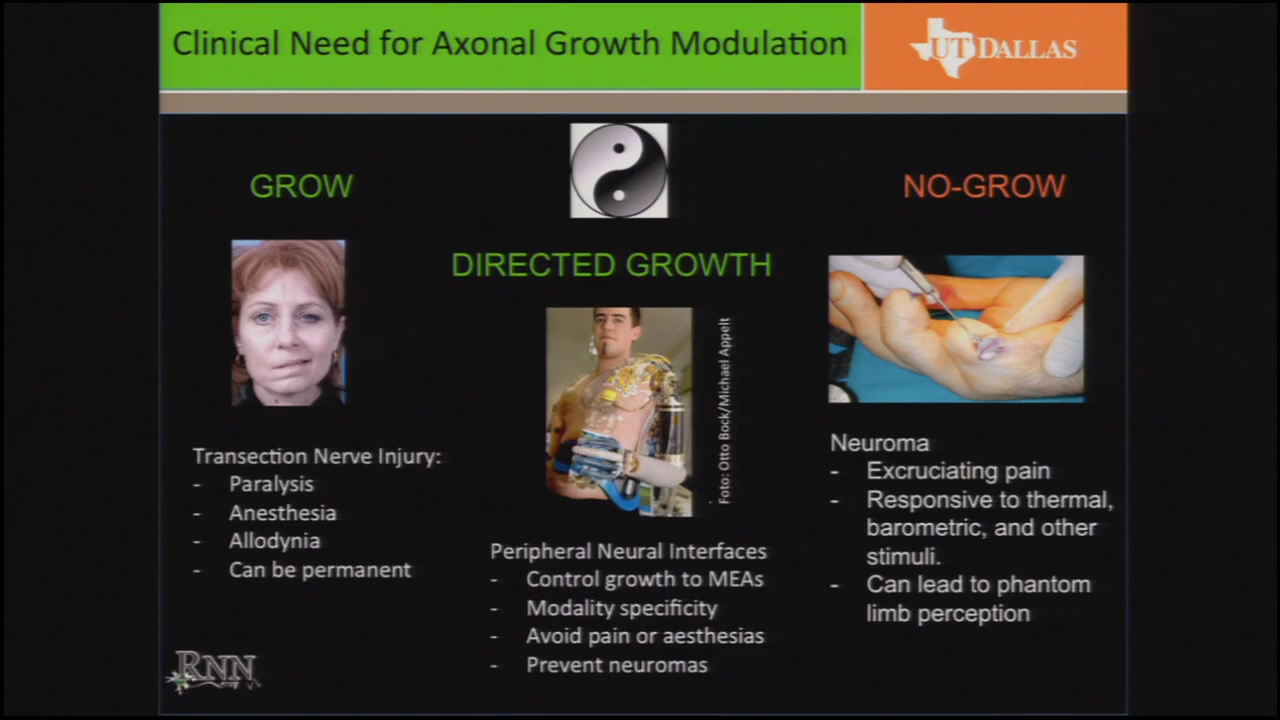 Clinical Need for Axonal Growth Modulation
UT DALLAS
GROW
NO-GROW
DIRECTED GROWTH
Foto: Otto Bock/Michael Appelt
Transection Nerve Injury:
- Paralysis
- Anesthesia
- Allodynia
- Can be permanent
Peripheral Neural Interfaces
- Control growth to MEAs
- Modality specificity
- Avoid pain or aesthesias
- Prevent neuromas
Neuroma
- Excruciating pain
- Responsive to thermal,
barometric, and other
stimuli.
- Can lead to phantom
limb perception
RNN